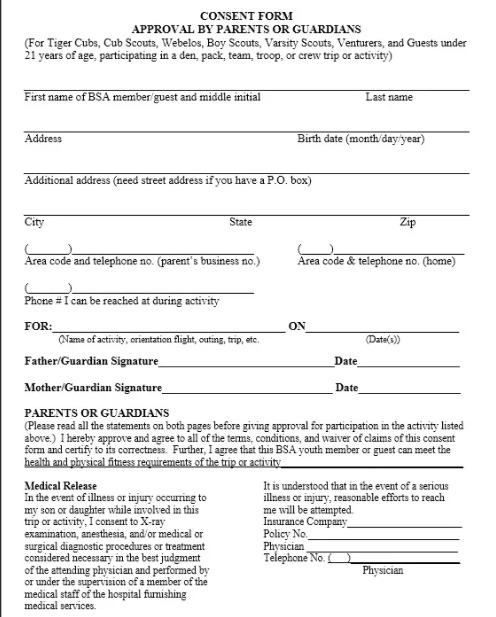 CONSENT FORM
APPROVAL BY PARENTS OR GUARDIANS
(For Tiger Cubs, Cub Scouts, Webelos, Boy Scouts, Varsity Scouts, Venturers, and Guests under
21 years of age, participating in a den, pack, team, troop, or crew trip or activity)
First name of BSA member/guest and middle initial Last name
Address Birth date (month/day/year)
Additional address (need street address if you have a P.O. box)
City State Zip
(____)____ (____)____
Area code and telephone no. (parent's business no.) Area code & telephone no. (home)
(____)____
Phone # I can be reached at during activity
FOR:____ ON____
(Name of activity, orientation flight, outing, trip, etc. (Date(s))
Father/Guardian Signature____Date____
Mother/Guardian Signature____ Date____
PARENTS OR GUARDIANS
(Please read all the statements on both pages before giving approval for participation in the activity listed
above.) I hereby approve and agree to all of the terms, conditions, and waiver of claims of this consent
form and certify to its correctness. Further, I agree that this BSA youth member or guest can meet the
health and physical fitness requirements of the trip or activity____
Medical Release
In the event of illness or injury occurring to
my son or daughter while involved in this
trip or activity, I consent to X-ray
examination, anesthesia, and/or medical or
surgical diagnostic procedures or treatment
considered necessary in the best judgment
of the attending physician and performed by
or under the supervision of a member of the
medical staff of the hospital furnishing
medical services.
It is understood that in the event of a serious
illness or injury, reasonable efforts to reach
me will be attempted.
Insurance Company____
Policy No.____
Physician____
Telephone No. (__)____
Physician